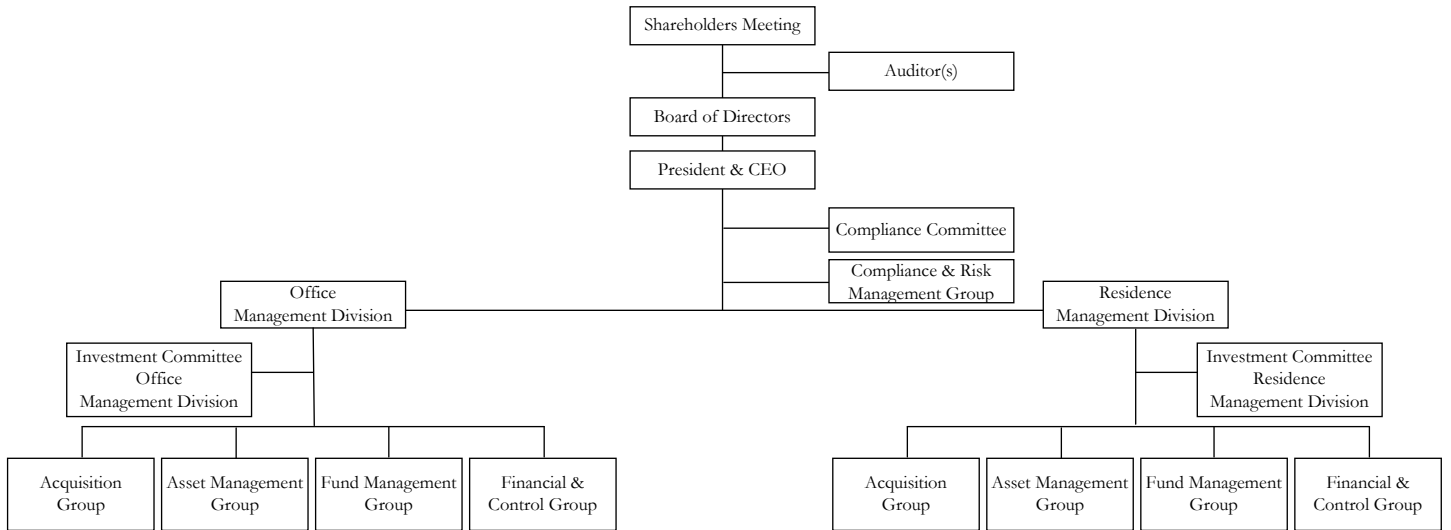 Shareholders Meeting
Auditor(s)
Board of Directors
President & CEO
Compliance Committee
Compliance & Risk
Management Group
Office
Management Division
Residence
Management Division
Investment Committee
Office
Management Division
Investment Committee
Residence
Management Division
Acquisition
Group
Asset Management
Group
Fund Management
Group
Financial &
Control Group
Acquisition
Group
Asset Management
Group
Fund Management
Group
Financial &
Control Group